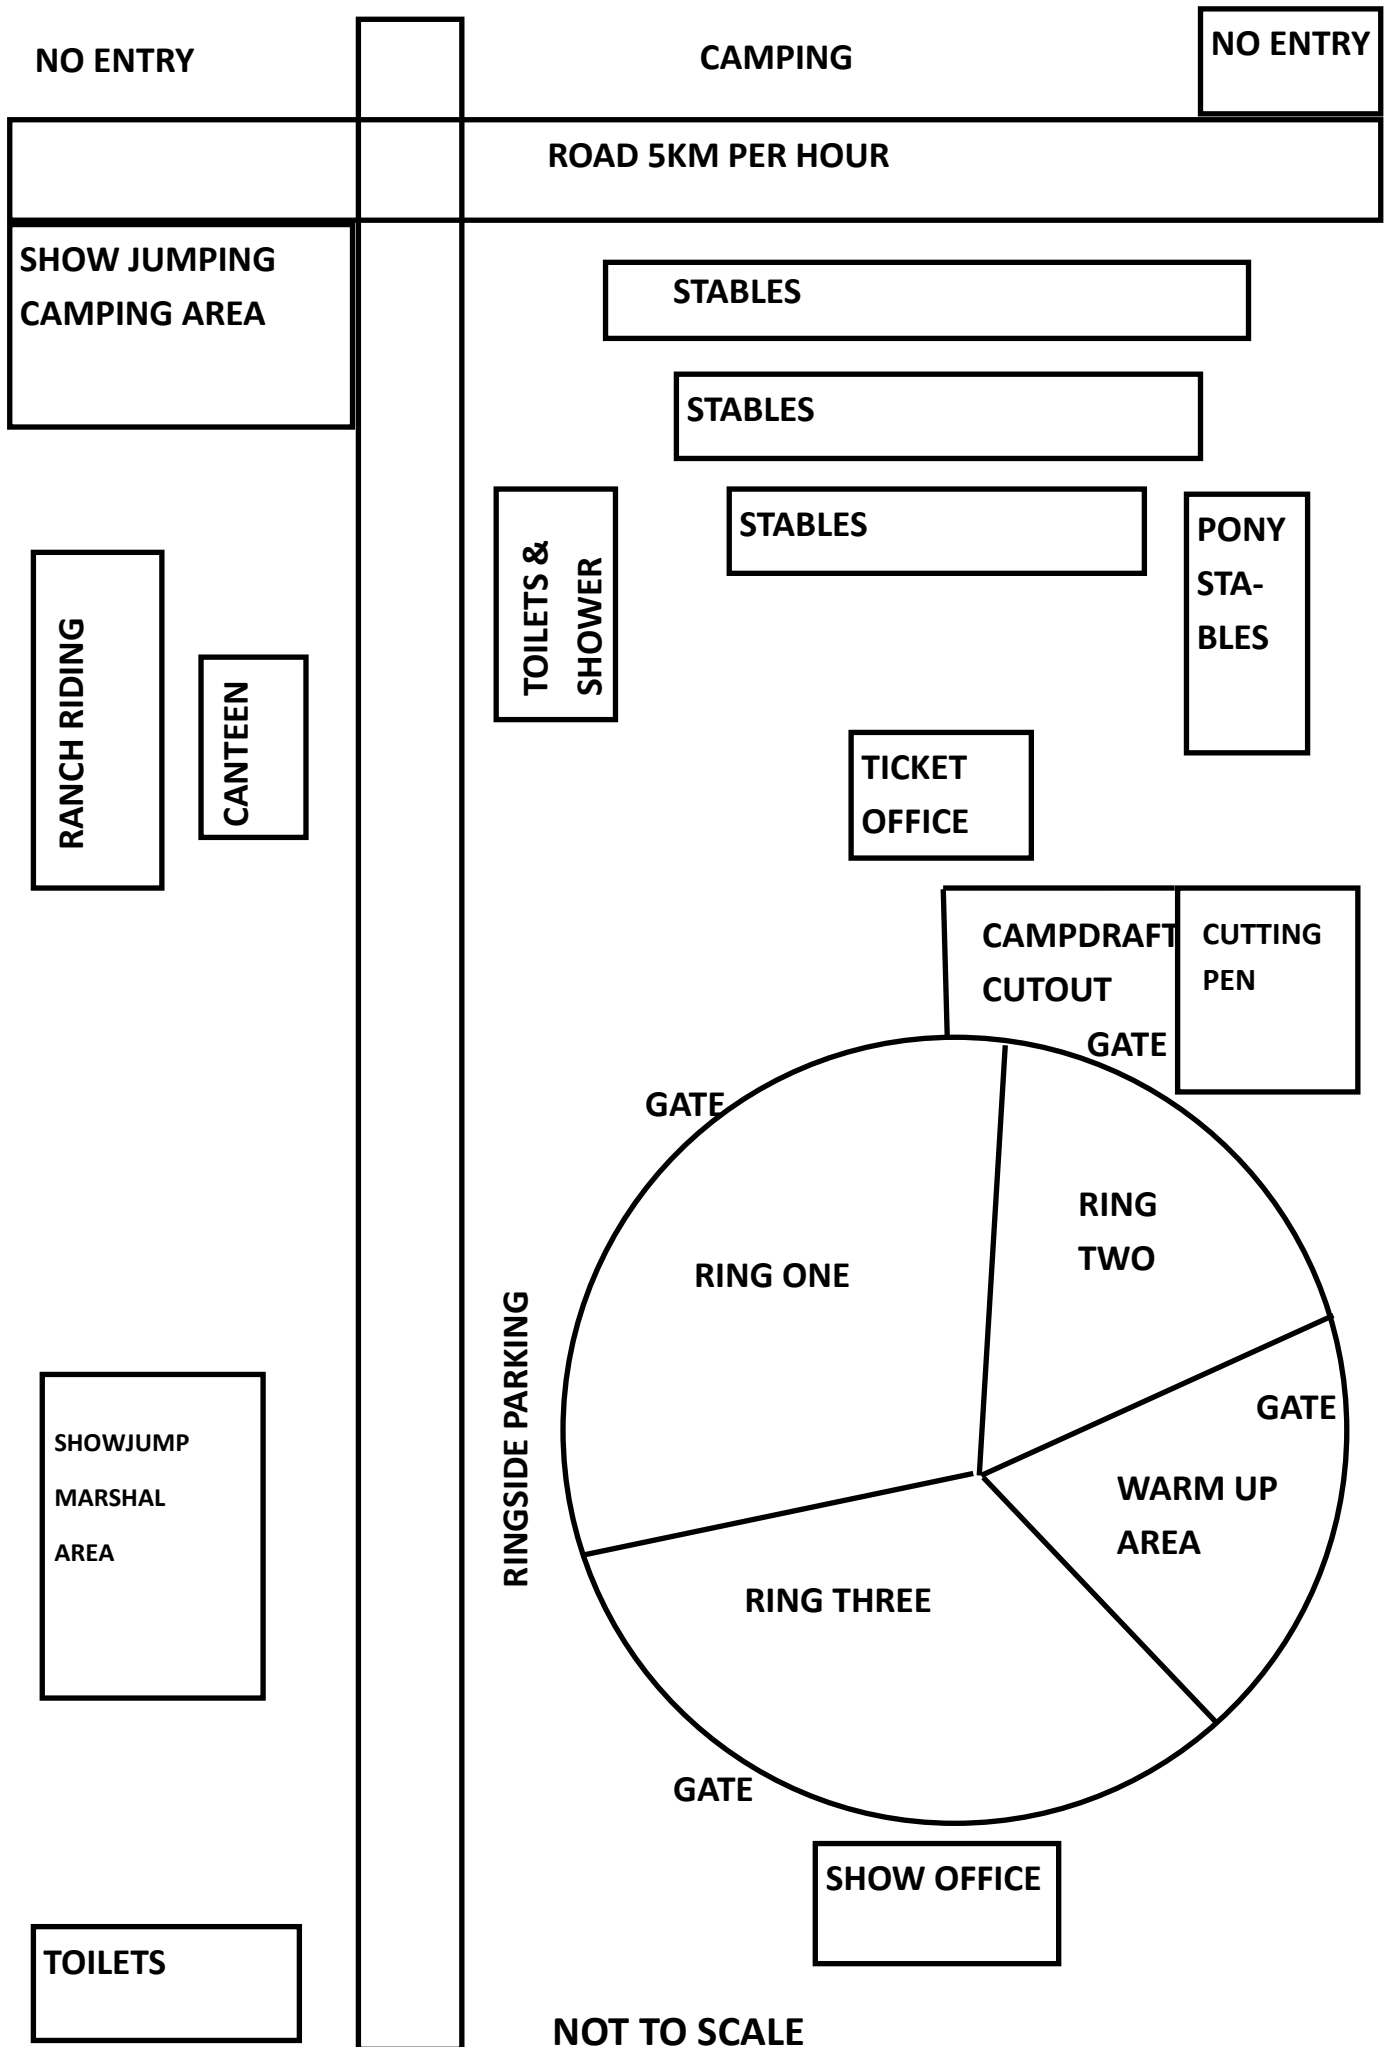 NO ENTRY
CAMPING
NO ENTRY
ROAD 5KM PER HOUR
SHOW JUMPING
CAMPING AREA
STABLES
STABLES
STABLES
TOILETS &
SHOWER
PONY
STA-
BLES
RANCH RIDING
CANTEEN
TICKET
OFFICE
CAMPDRAFT
CUTOUT
GATE
CUTTING
PEN
GATE
RING
TWO
RING ONE
RINGSIDE PARKING
GATE
SHOWJUMP
MARSHAL
AREA
WARM UP
AREA
RING THREE
GATE
SHOW OFFICE
TOILETS
NOT TO SCALE